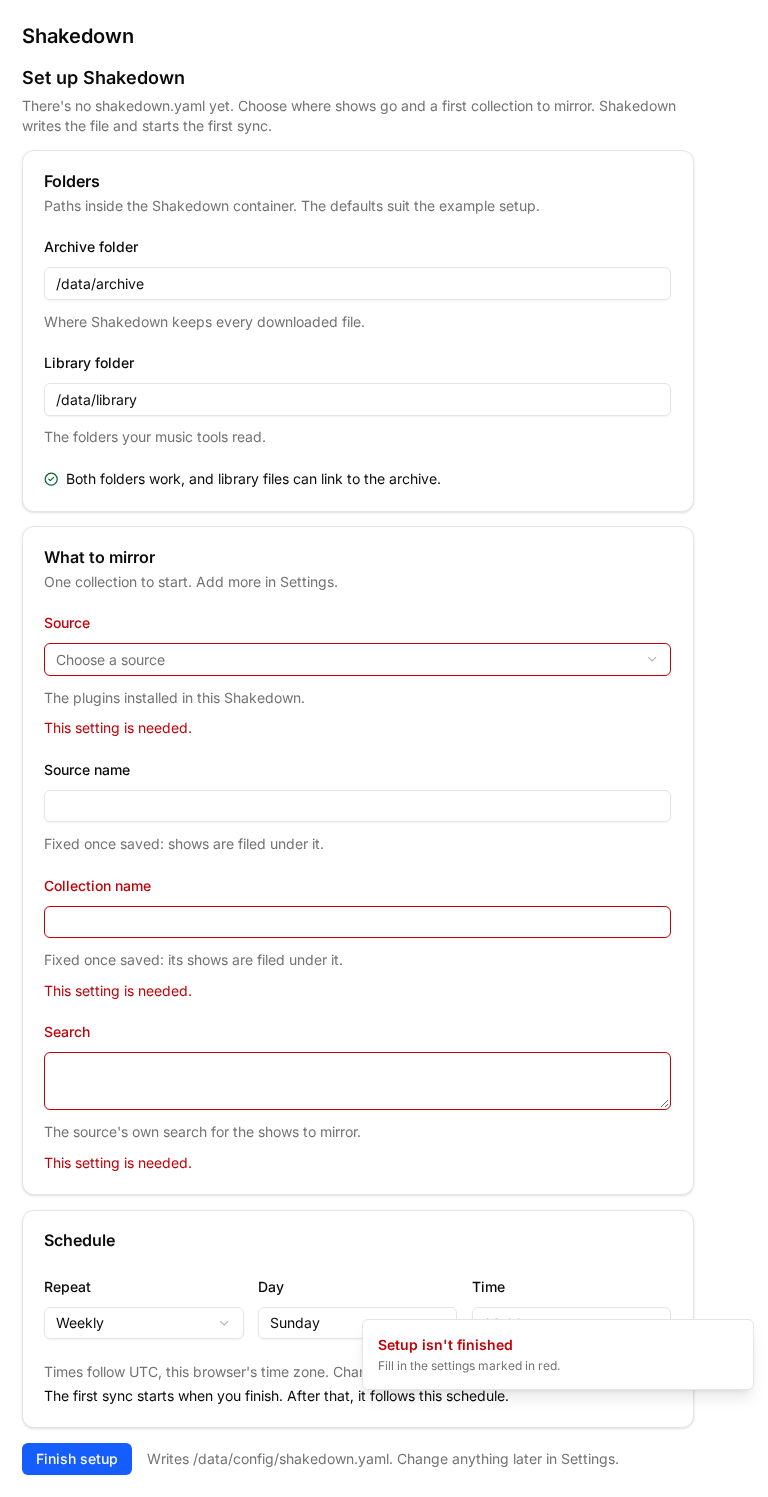 Shakedown
Set up Shakedown
There's no shakedown.yaml yet. Choose where shows go and a first collection to mirror. Shakedown
writes the file and starts the first sync.
Folders
Paths inside the Shakedown container. The defaults suit the example setup.
Archive folder
/data/archive
Where Shakedown keeps every downloaded file.
Library folder
/data/library
The folders your music tools read.
Both folders work, and library files can link to the archive.
What to mirror
One collection to start. Add more in Settings.
Source
Choose a source
The plugins installed in this Shakedown.
This setting is needed.
Source name
Fixed once saved: shows are filed under it.
Collection name
Fixed once saved: its shows are filed under it.
This setting is needed.
Search
The source's own search for the shows to mirror.
This setting is needed.
Schedule
Repeat Day Time
Weekly Sunday
Setup isn't finished
Fill in the settings marked in red.
Times follow UTC, this browser's time zone.
The first sync starts when you finish. After that, it follows this schedule.
Finish setup Writes /data/config/shakedown.yaml. Change anything later in Settings.